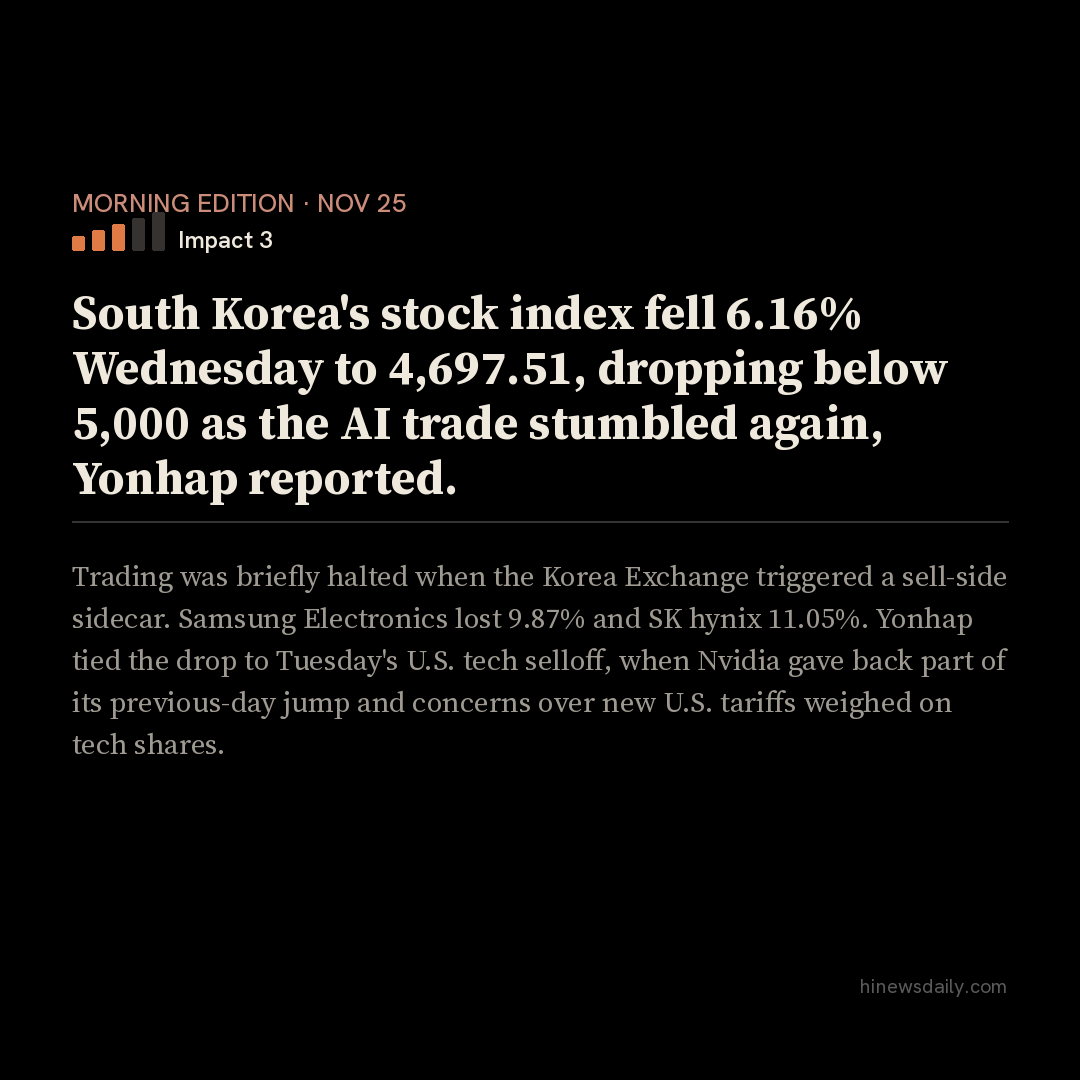 MORNING EDITION · NOV 25
Impact 3
South Korea's stock index fell 6.16%
Wednesday to 4,697.51, dropping below
5,000 as the AI trade stumbled again,
Yonhap reported.
Trading was briefly halted when the Korea Exchange triggered a sell-side
sidecar. Samsung Electronics lost 9.87% and SK hynix 11.05%. Yonhap
tied the drop to Tuesday's U.S. tech selloff, when Nvidia gave back part of
its previous-day jump and concerns over new U.S. tariffs weighed on
tech shares.
hinewsdaily.com